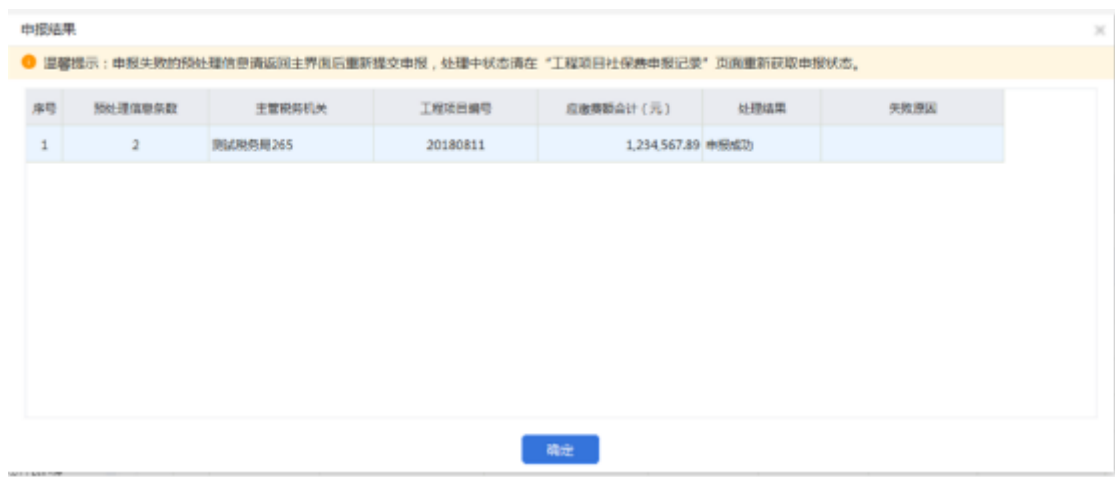 申报结果
温馨提示：申报失败的预处理信息请返回主界面后重新提交申报，处理中状态请在“工程项目社保费申报记录”页面重新获取申报状态。
序号 预处理信息条数 主管税务机关 工程项目编号 应缴费额合计（元） 处理结果 失败原因
1 2 测试税务局265 20180811 1,234,567.89 申报成功
确定